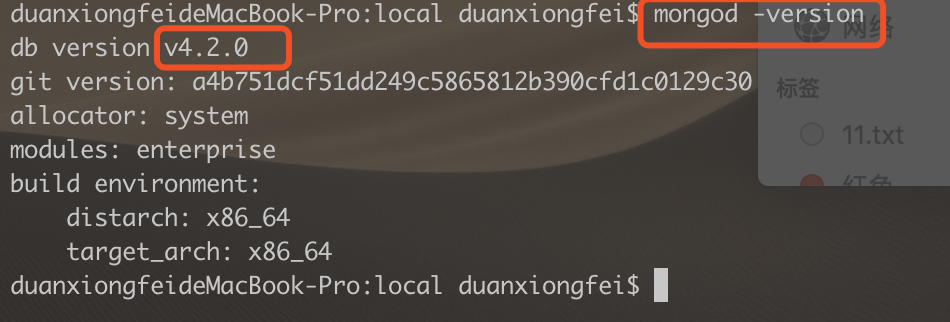 duanxiongfeideMacBook-Pro:local duanxiongfei$ mongod -version
db version v4.2.0
git version: a4b751dcf51dd249c5865812b390cfd1c0129c30
allocator: system
modules: enterprise
build environment:
    distarch: x86_64
    target_arch: x86_64
duanxiongfeideMacBook-Pro:local duanxiongfei$
网络
标签
11.txt
红色